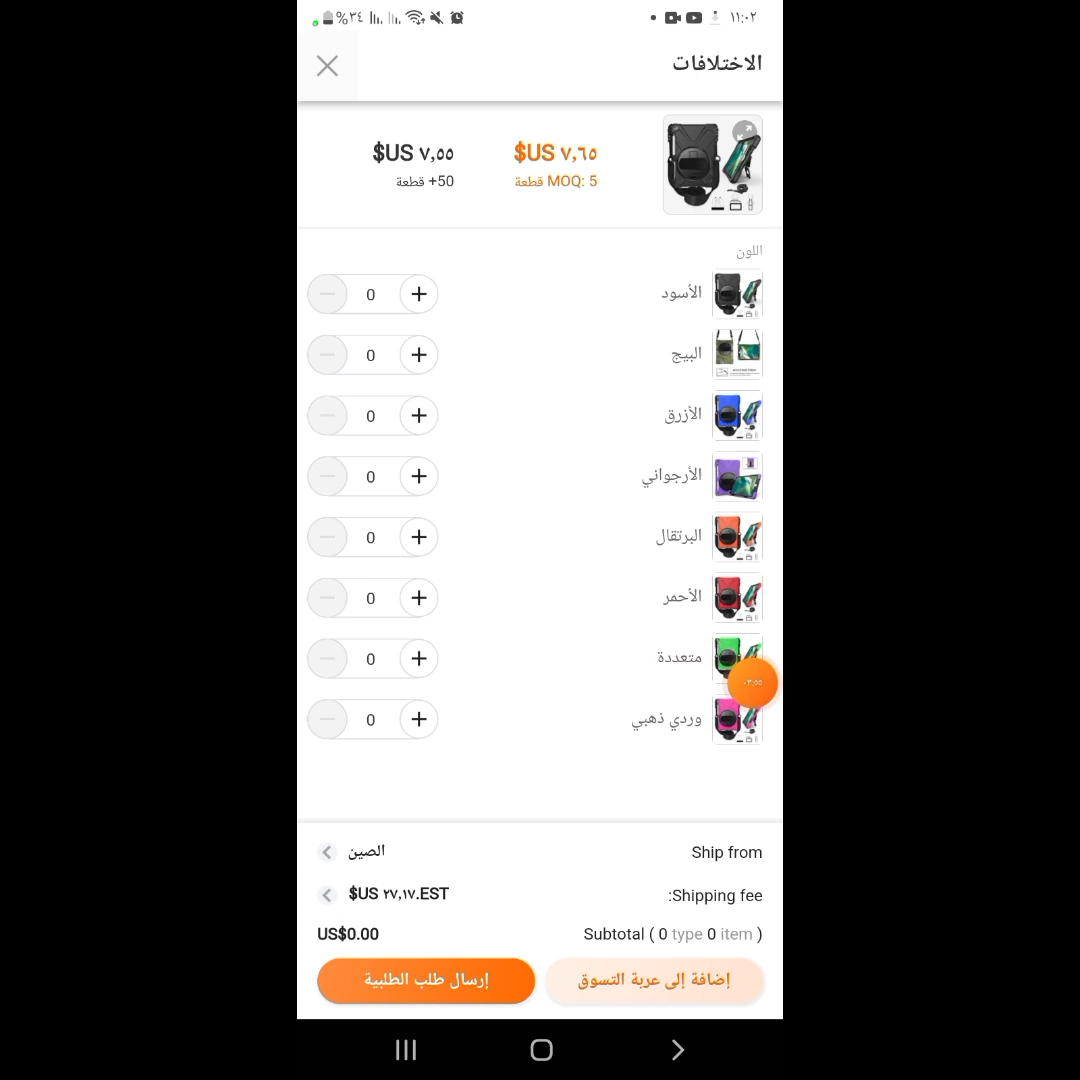 ١١:٠٢ %٣٤
الاختلافات
$US ٧,٦٥ $US ٧,٥٥
MOQ: 5 قطعة 50+ قطعة
اللون
الأسود 0
البيج 0
الأزرق 0
الأرجواني 0
البرتقال 0
الأحمر 0
متعددة 0
٠٣:٥٥
وردي ذهبي 0
Ship from الصين
Shipping fee: $US ٢٧,١٧.EST
Subtotal ( 0 type 0 item ) US$0.00
إضافة إلى عربة التسوق إرسال طلب الطلبية